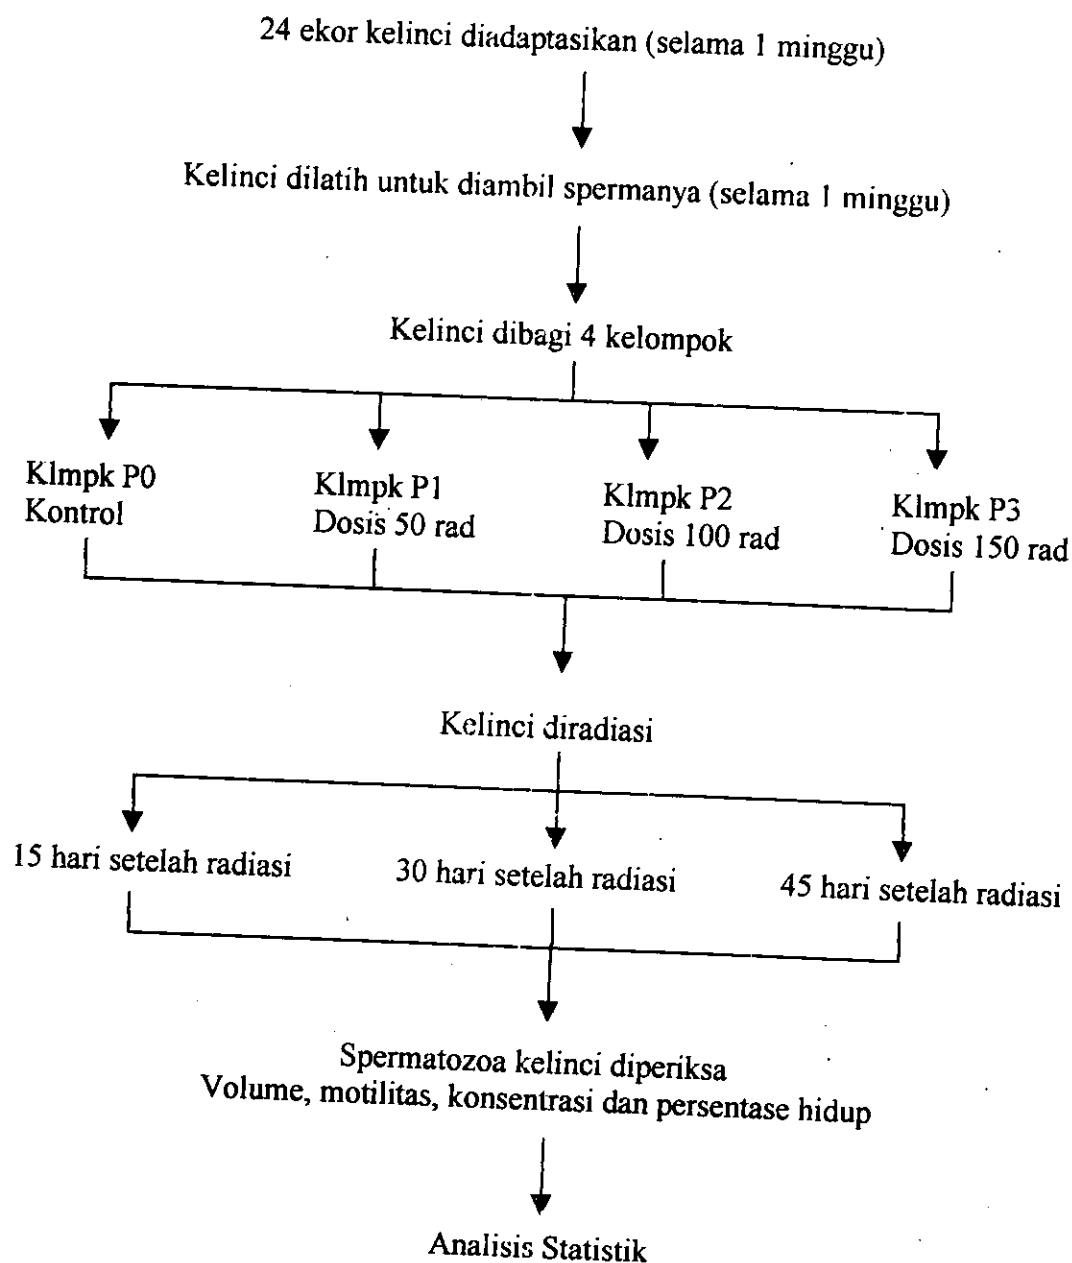 24 ekor kelinci diadaptasikan (selama 1 minggu)
Kelinci dilatih untuk diambil spermanya (selama 1 minggu)
Kelinci dibagi 4 kelompok
Klmpk P0
Kontrol
Klmpk P1
Dosis 50 rad
Klmpk P2
Dosis 100 rad
Klmpk P3
Dosis 150 rad
Kelinci diradiasi
15 hari setelah radiasi
30 hari setelah radiasi
45 hari setelah radiasi
Spermatozoa kelinci diperiksa
Volume, motilitas, konsentrasi dan persentase hidup
Analisis Statistik